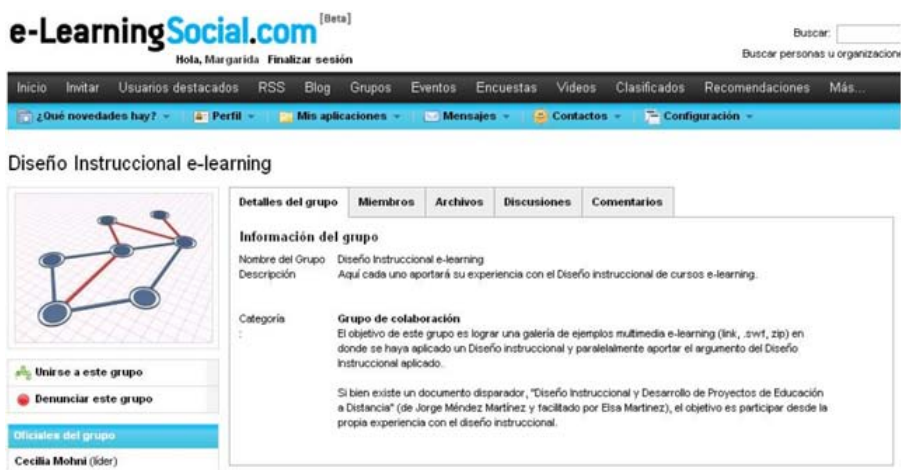 e-LearningSocial.com [Beta]
Buscar:
Hola, Margarida Finalizar sesión
Buscar personas u organizacione
Inicio Invitar Usuarios destacados RSS Blog Grupos Eventos Encuestas Videos Clasificados Recomendaciones Más...
¿Qué novedades hay? Perfil Mis aplicaciones Mensajes Contactos Configuración
Diseño Instruccional e-learning
Detalles del grupo Miembros Archivos Discusiones Comentarios
Información del grupo
Nombre del Grupo Diseño Instruccional e-learning
Descripción Aquí cada uno aportará su experiencia con el Diseño instruccional de cursos e-learning.
Categoría Grupo de colaboración
: El objetivo de este grupo es lograr una galería de ejemplos multimedia e-learning (link, .swt, zip) en
donde se haya aplicado un Diseño instruccional y paralelalmente aportar el argumento del Diseño
Instruccional aplicado.
Si bien existe un documento disparador, "Diseño Instruccional y Desarrollo de Proyectos de Educación
a Distancia" (de Jorge Méndez Martínez y facilitado por Elsa Martinez), el objetivo es participar desde la
propia experiencia con el diseño instruccional.
Unirse a este grupo
Denunciar este grupo
Oficiales del grupo
Cecilia Mohni (líder)